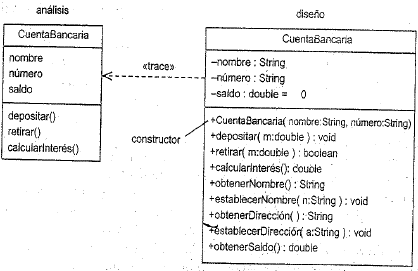 análisis
diseño
CuentaBancaria
nombre
número
saldo
depositar()
retirar()
calcularInterés()
«trace»
constructor
CuentaBancaria
–nombre : String
–número : String
–saldo : double = 0
+CuentaBancaria( nombre:String, número:String)
+depositar( m:double ) : void
+retirar( m:double ) : boolean
+calcularInterés(): double
+obtenerNombre() : String
+establecerNombre( n:String ) : void
+obtenerDirección( ) : String
+establecerDirección( a:String ) : void
+obtenerSaldo() : double